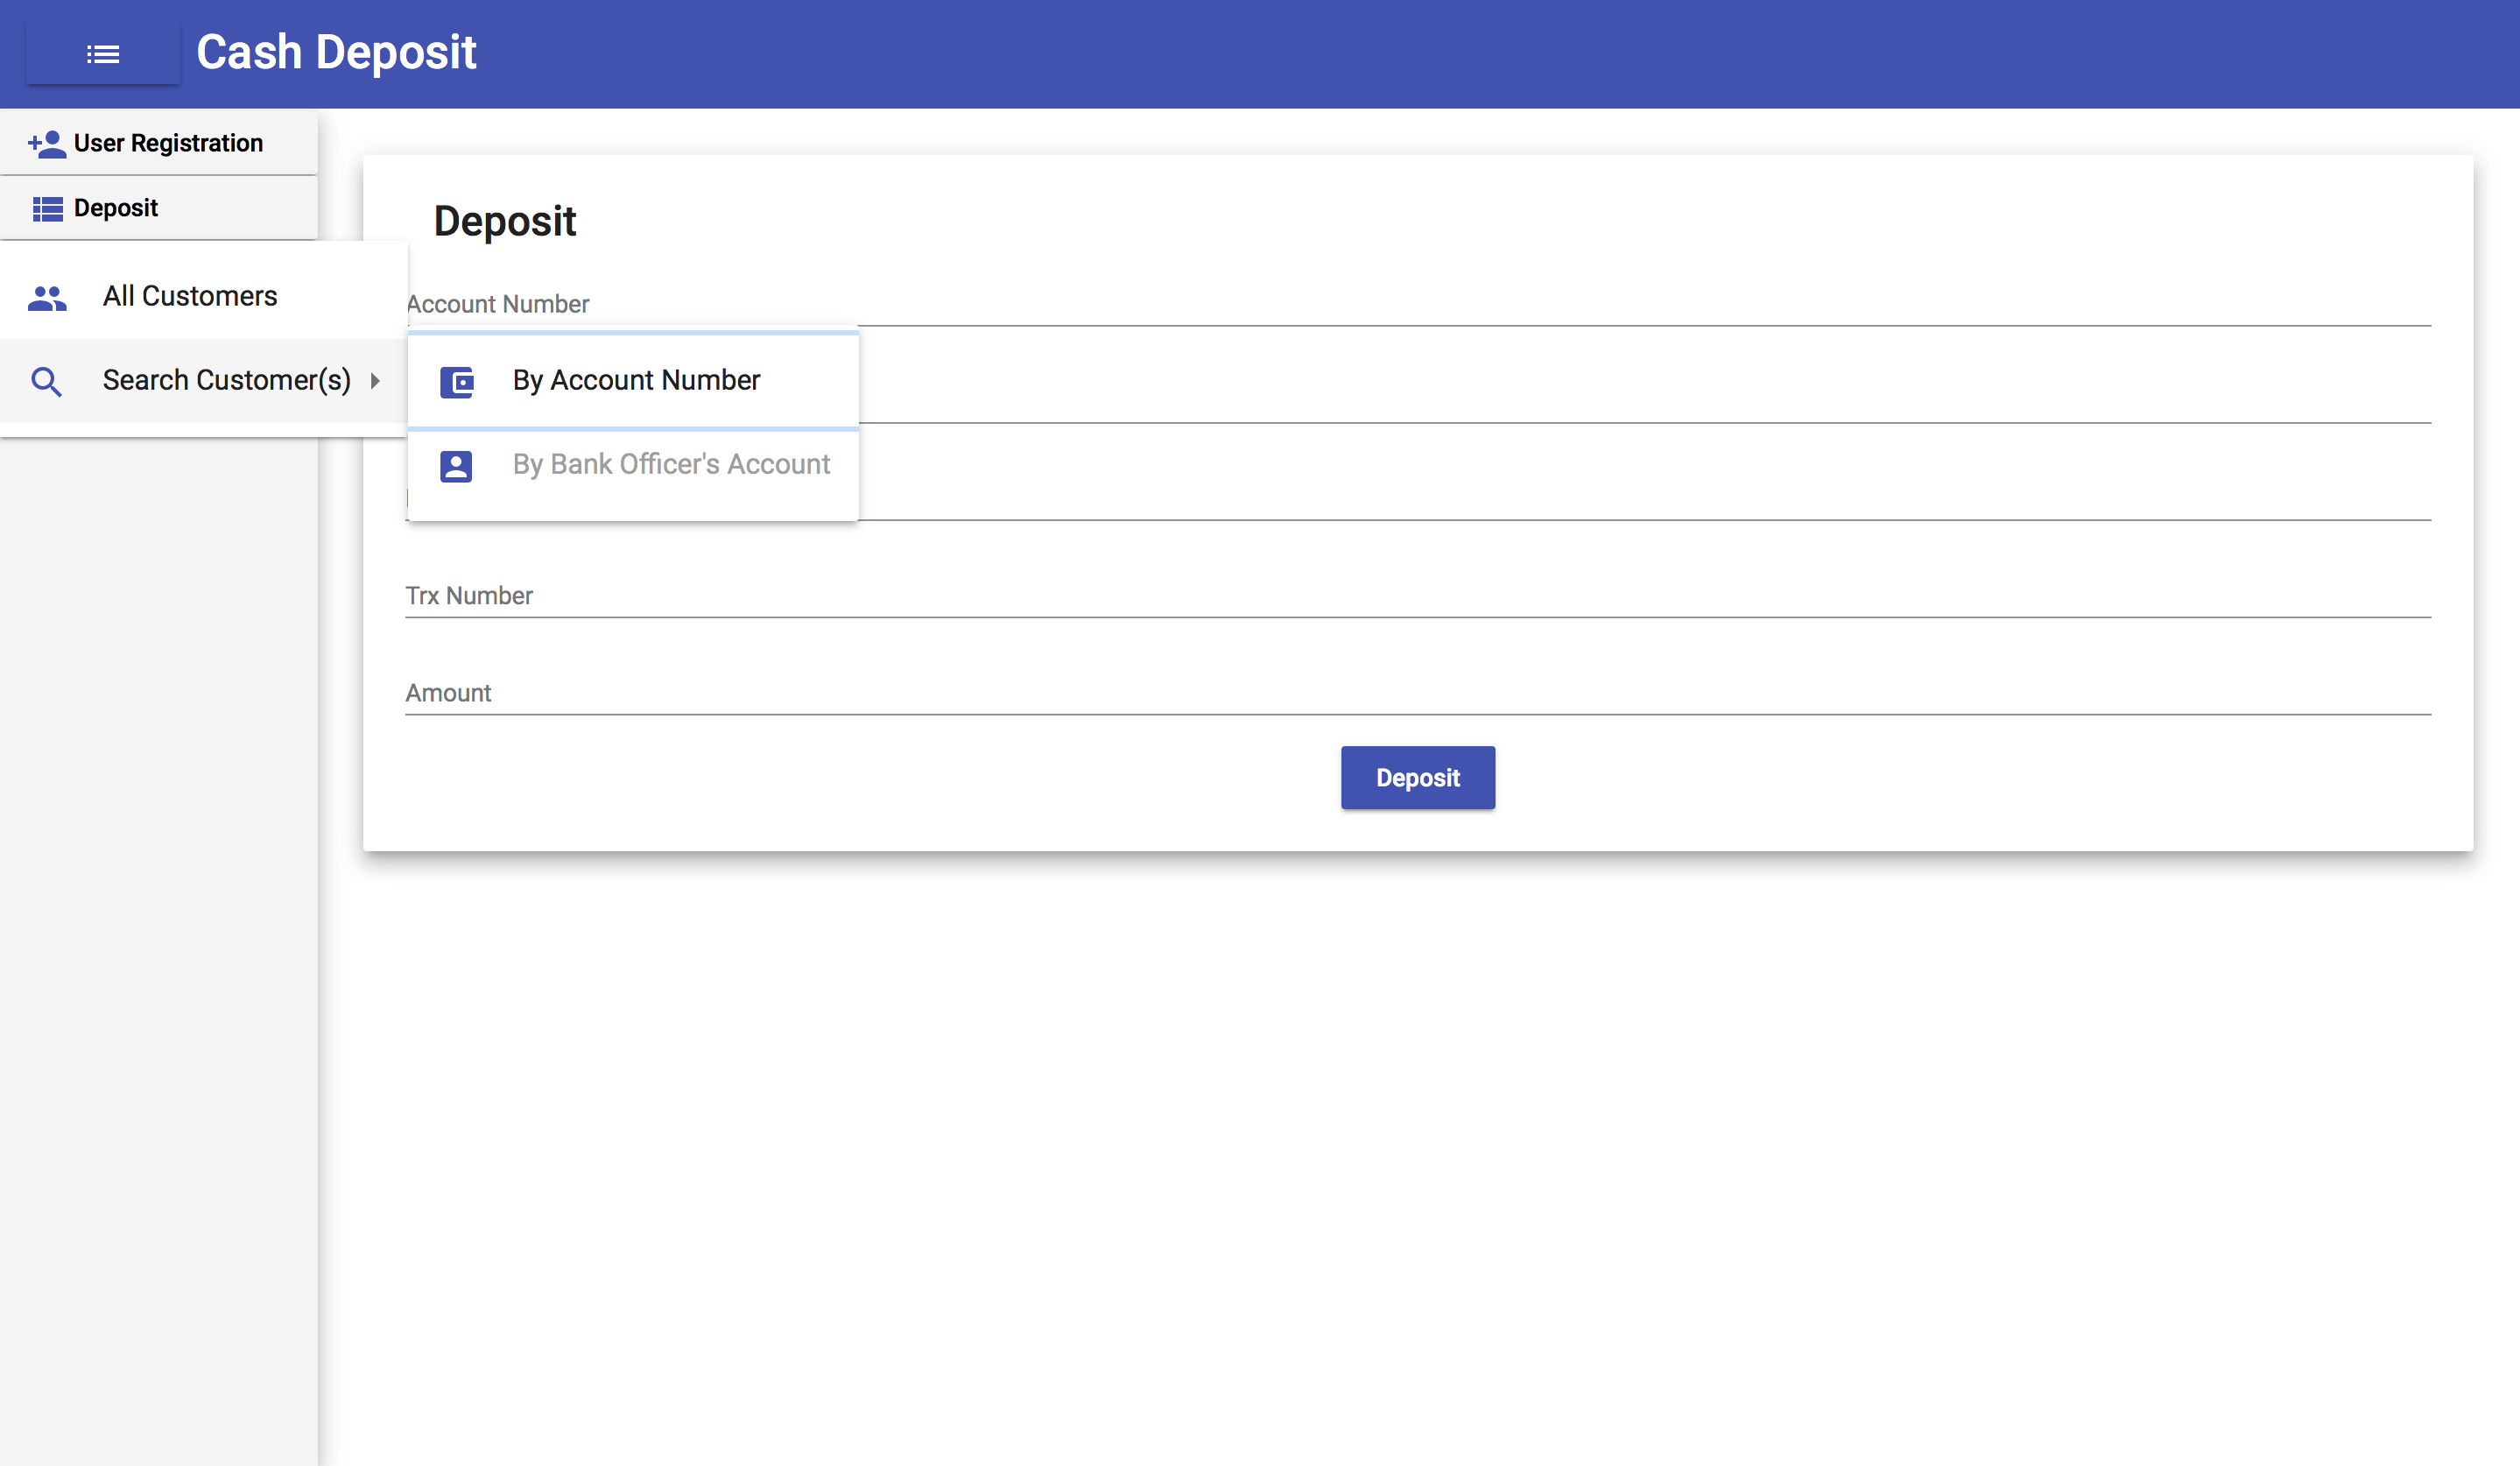 Cash Deposit
User Registration
Deposit
All Customers
Search Customer(s)
Deposit
Account Number
By Account Number
By Bank Officer's Account
Trx Number
Amount
Deposit